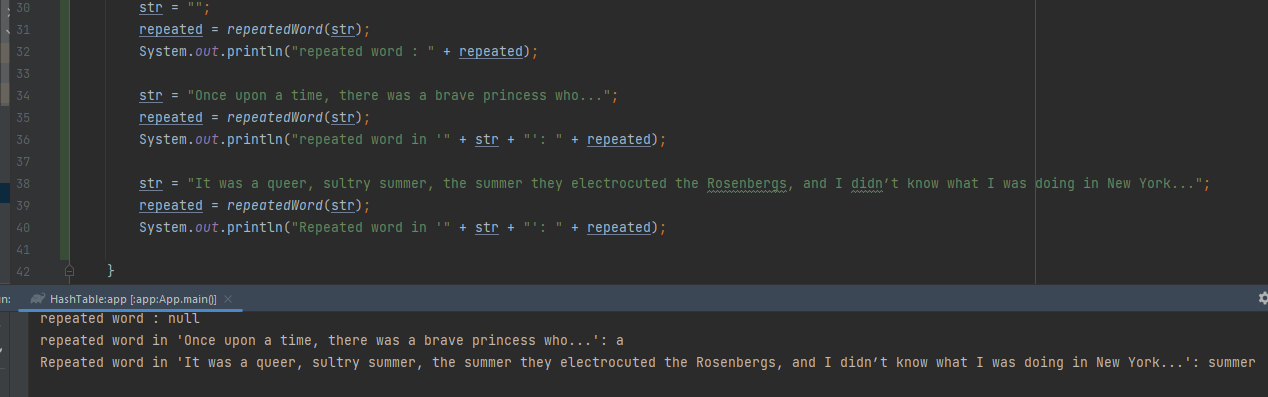 30 str = "";
31 repeated = repeatedWord(str);
32 System.out.println("repeated word : " + repeated);
33
34 str = "Once upon a time, there was a brave princess who...";
35 repeated = repeatedWord(str);
36 System.out.println("repeated word in '" + str + "': " + repeated);
37
38 str = "It was a queer, sultry summer, the summer they electrocuted the Rosenbergs, and I didn’t know what I was doing in New York...";
39 repeated = repeatedWord(str);
40 System.out.println("Repeated word in '" + str + "': " + repeated);
41
42 }
n: HashTable:app [:app:App.main()] ×
repeated word : null
repeated word in 'Once upon a time, there was a brave princess who...': a
Repeated word in 'It was a queer, sultry summer, the summer they electrocuted the Rosenbergs, and I didn’t know what I was doing in New York...': summer